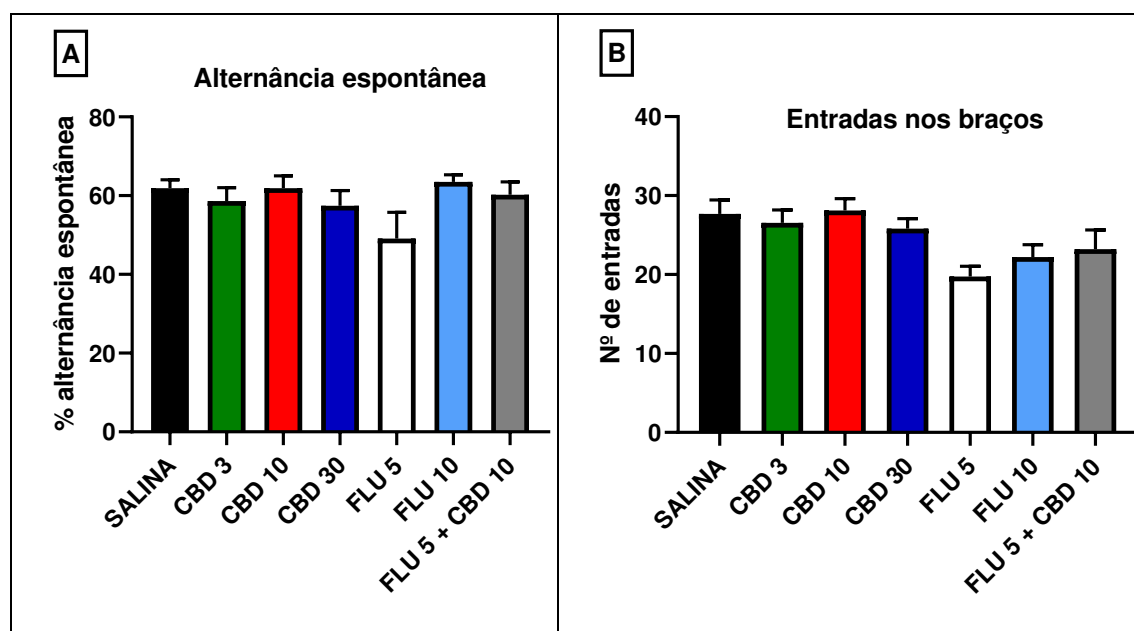 A
Alternância espontânea
% alternância espontânea
80
60
40
20
0
SALINA
CBD 3
CBD 10
CBD 30
FLU 5
FLU 10
FLU 5 + CBD 10
B
Entradas nos braços
Nº de entradas
40
30
20
10
0
SALINA
CBD 3
CBD 10
CBD 30
FLU 5
FLU 10
FLU 5 + CBD 10